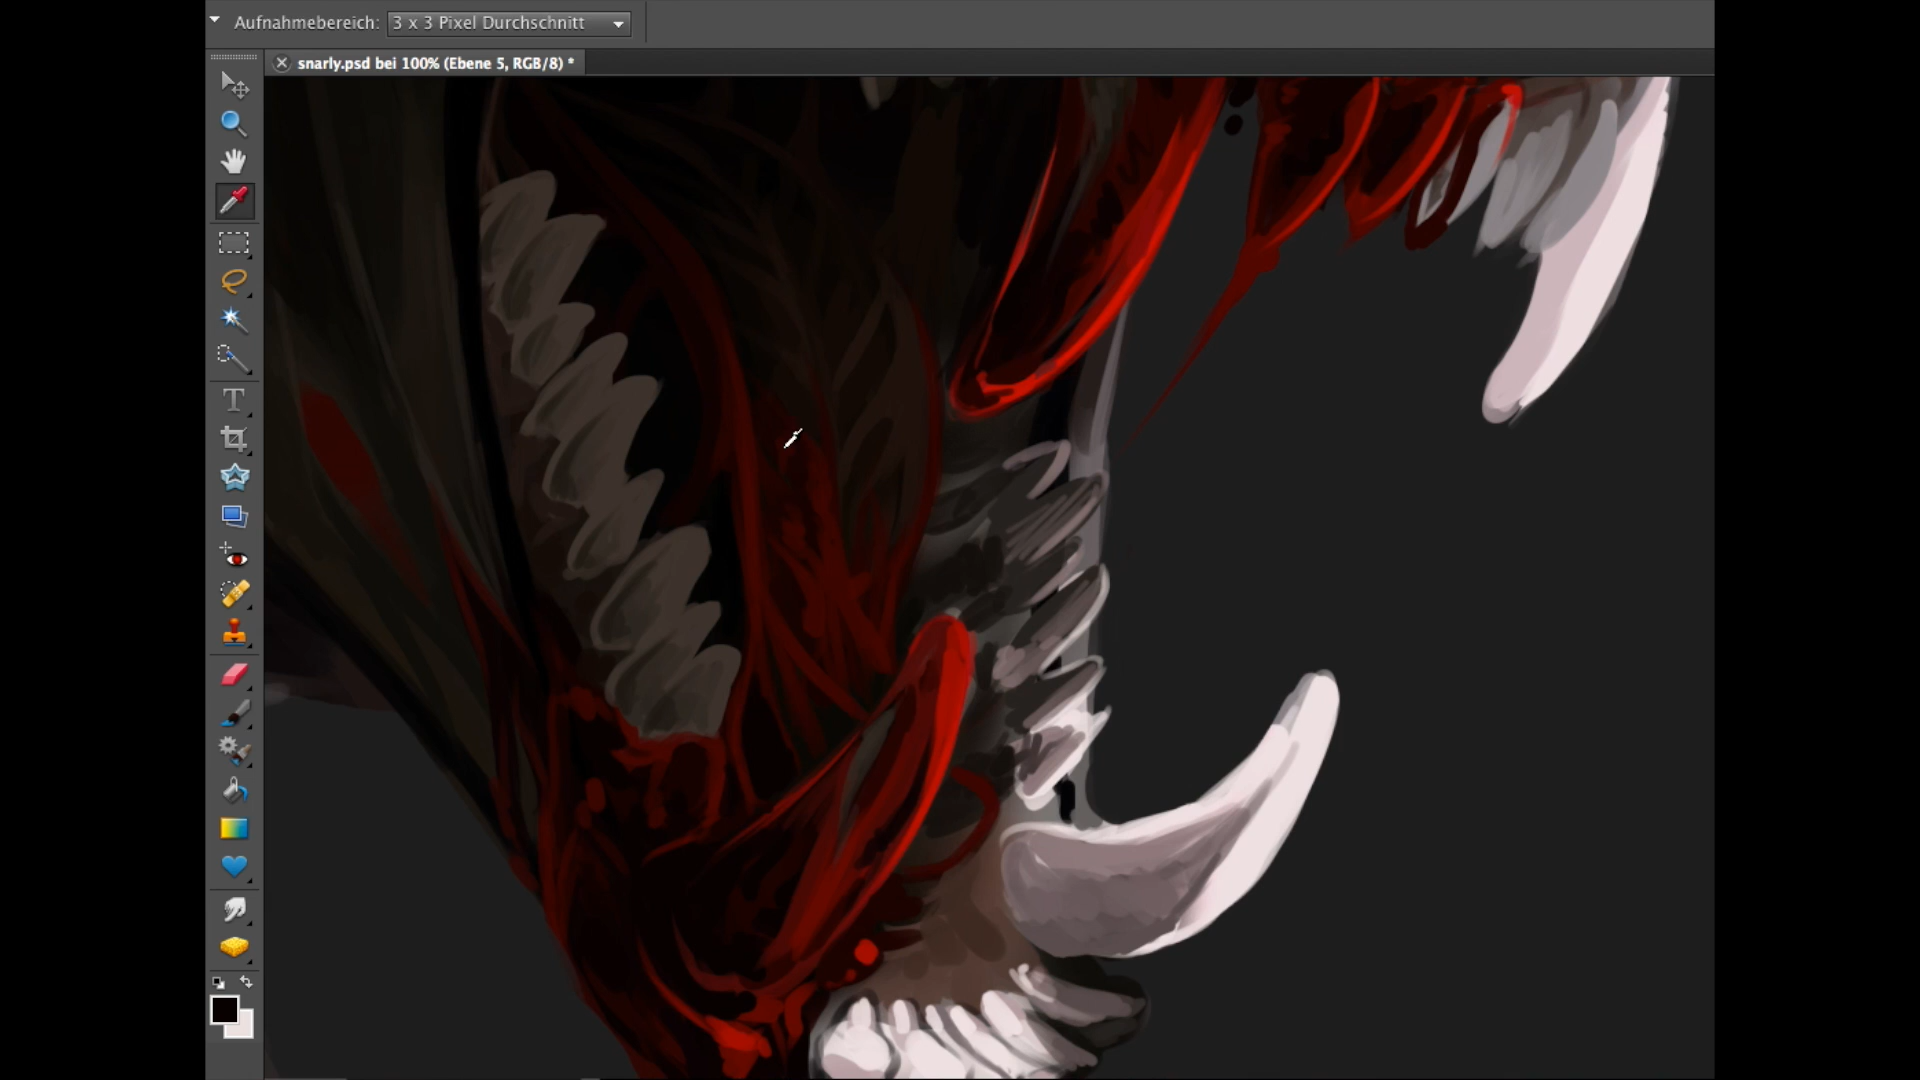 Aufnahmebereich: 3 x 3 Pixel Durchschnitt
snarly.psd bei 100% (Ebene 5, RGB/8) *
T